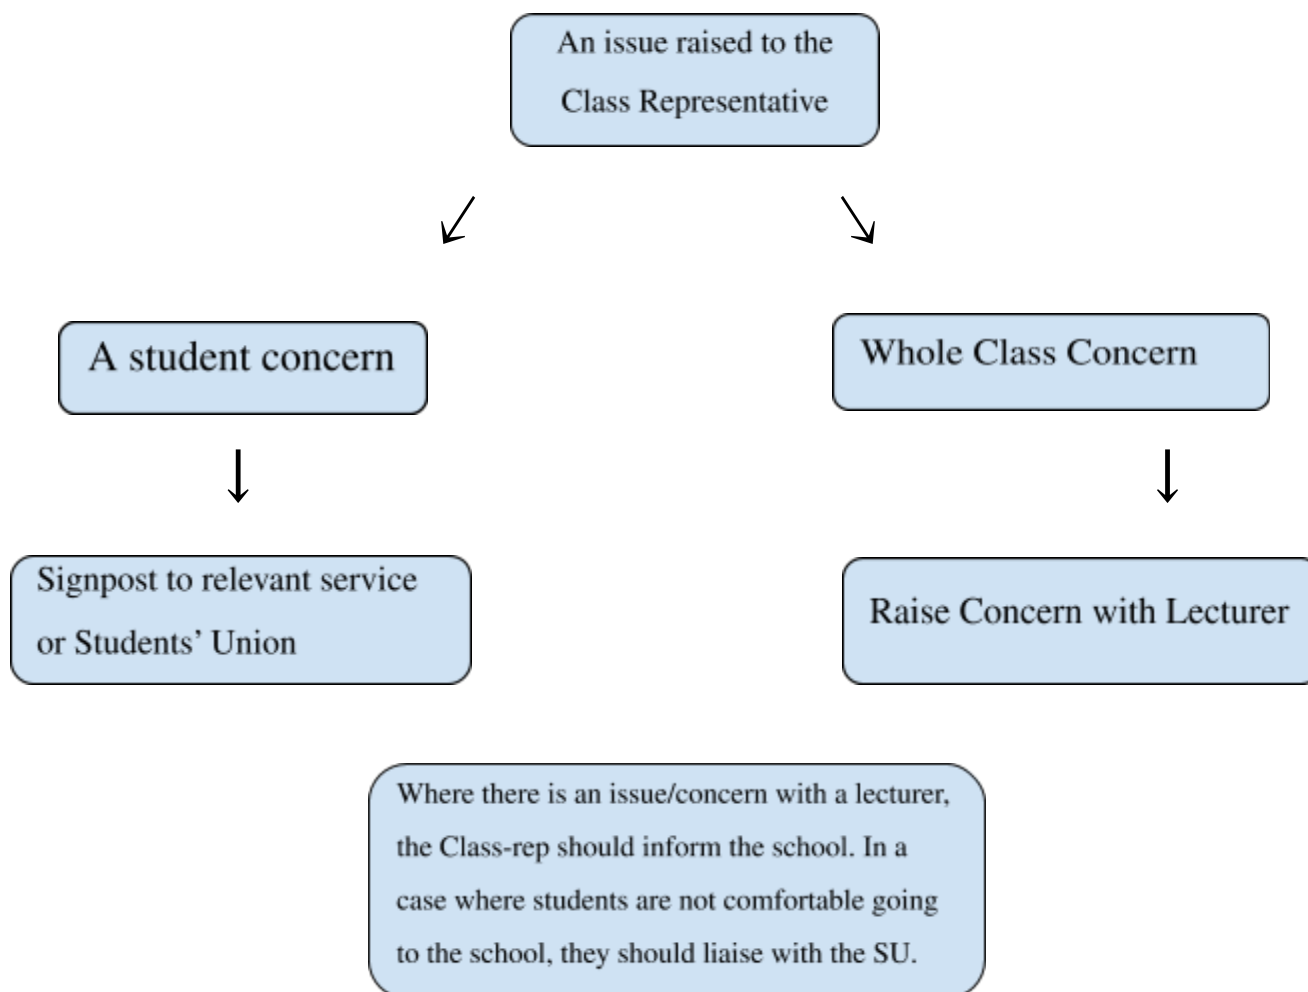 An issue raised to the
Class Representative
A student concern
Whole Class Concern
Signpost to relevant service
or Students’ Union
Raise Concern with Lecturer
Where there is an issue/concern with a lecturer,
the Class-rep should inform the school. In a
case where students are not comfortable going
to the school, they should liaise with the SU.